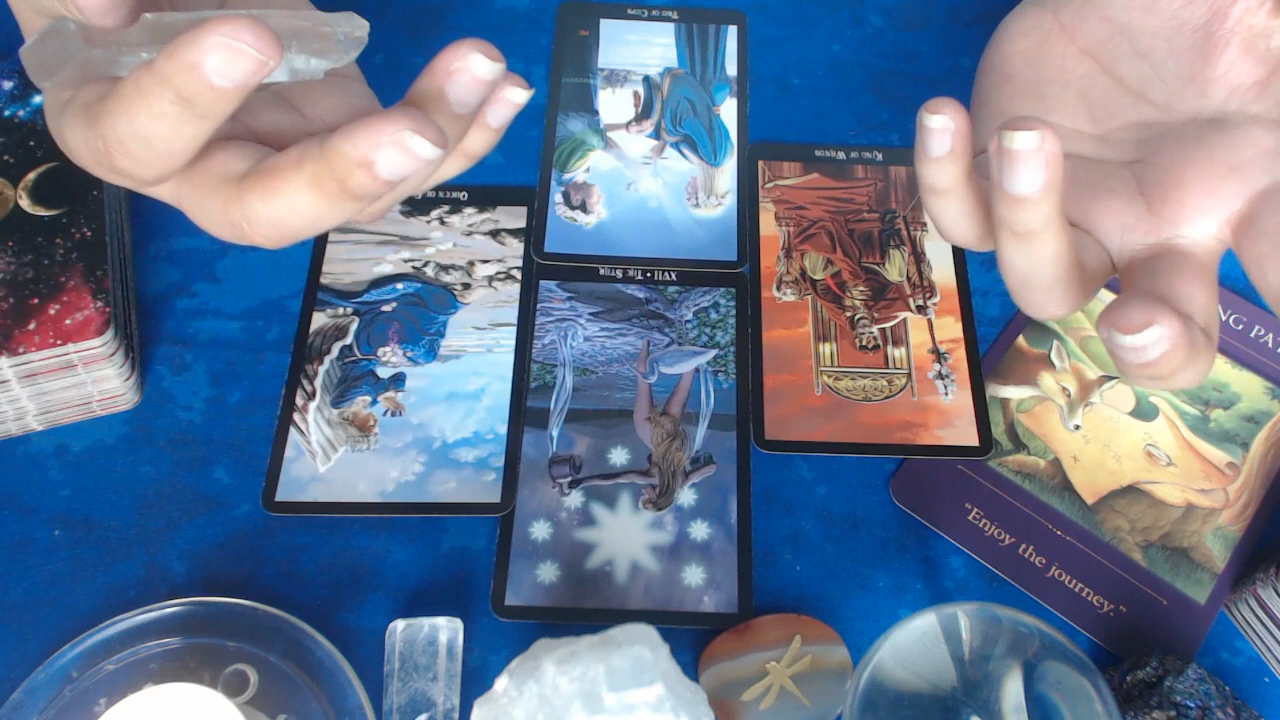 TWO OF CUPS
KING OF WANDS
QUEEN OF
XVII • THE STAR
NG PA
"Enjoy the journey."